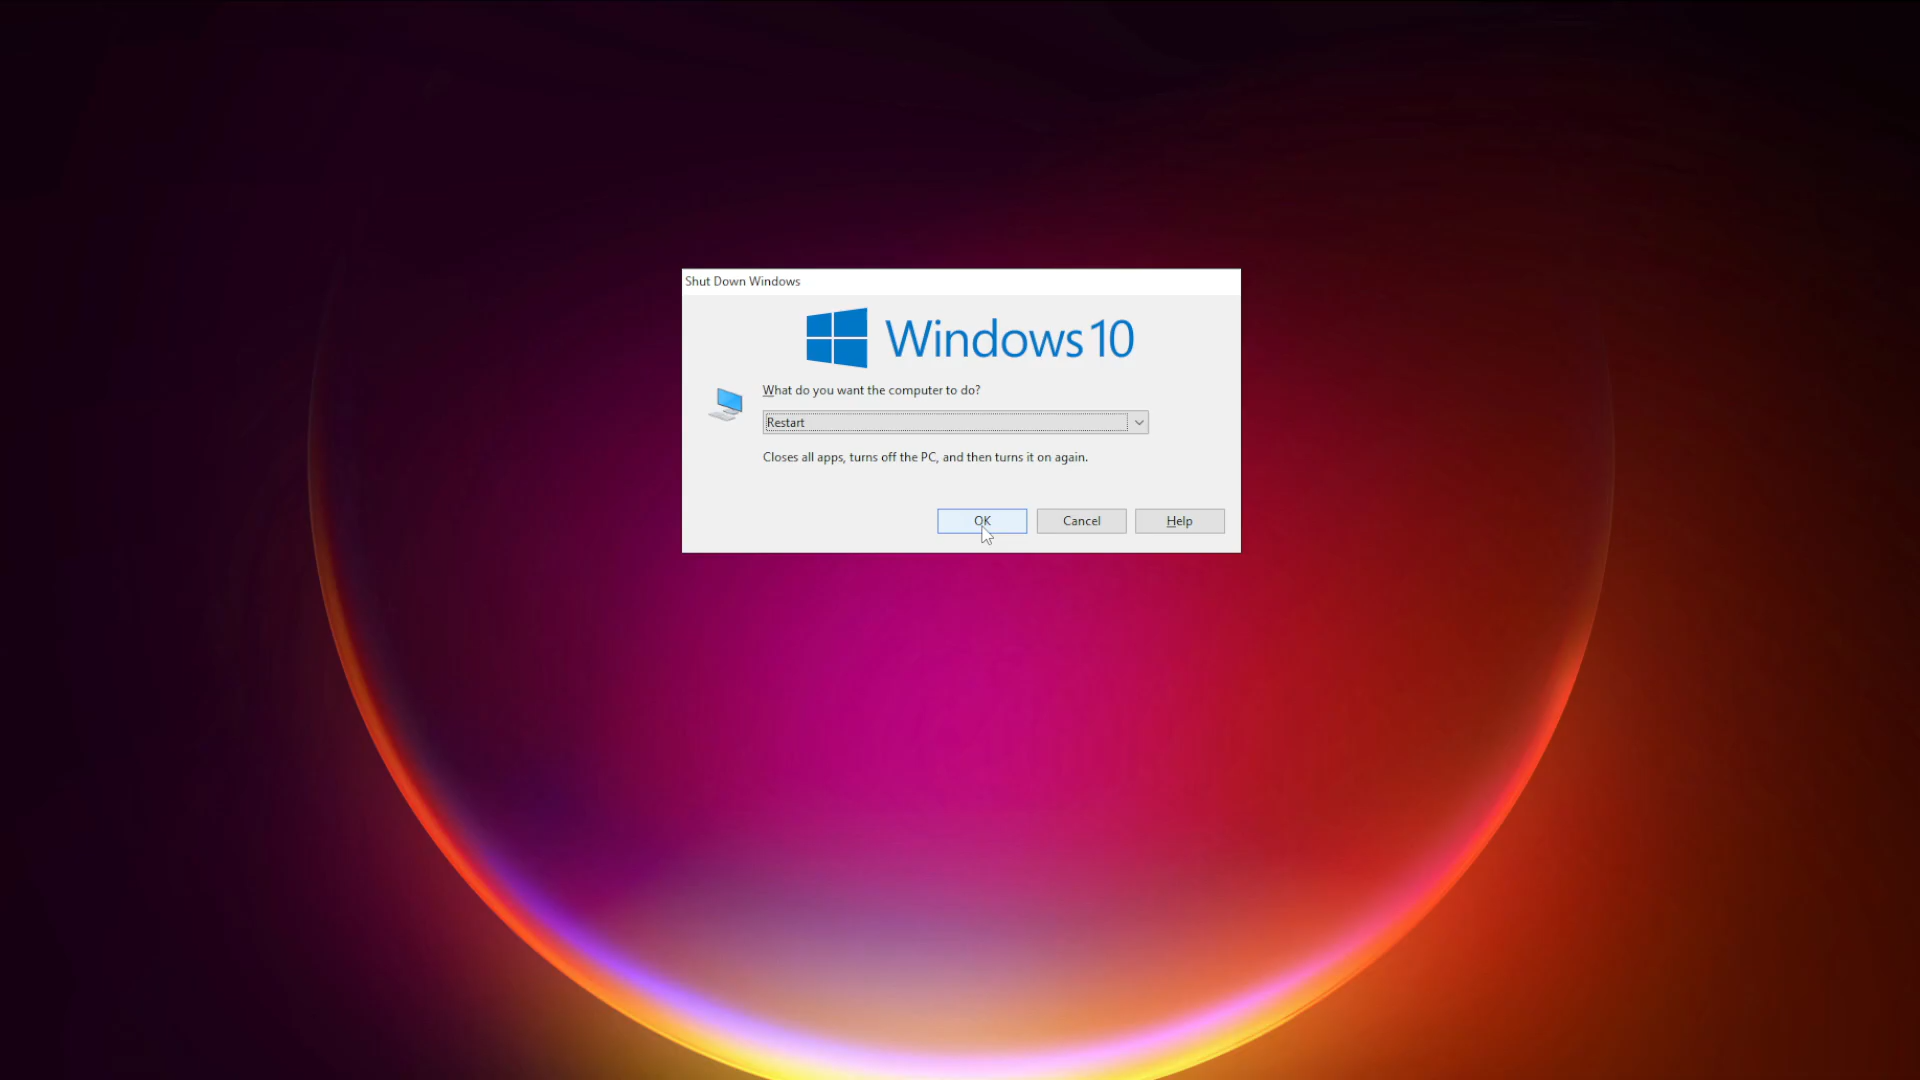 Shut Down Windows
Windows 10
What do you want the computer to do?
Restart
Closes all apps, turns off the PC, and then turns it on again.
OK Cancel Help